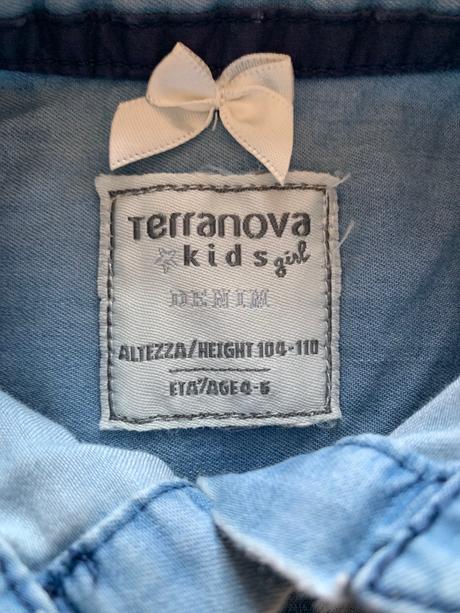 Terranova
kids girl
DENIM
ALTEZZA/HEIGHT 104-110
ETA'/AGE 4-5